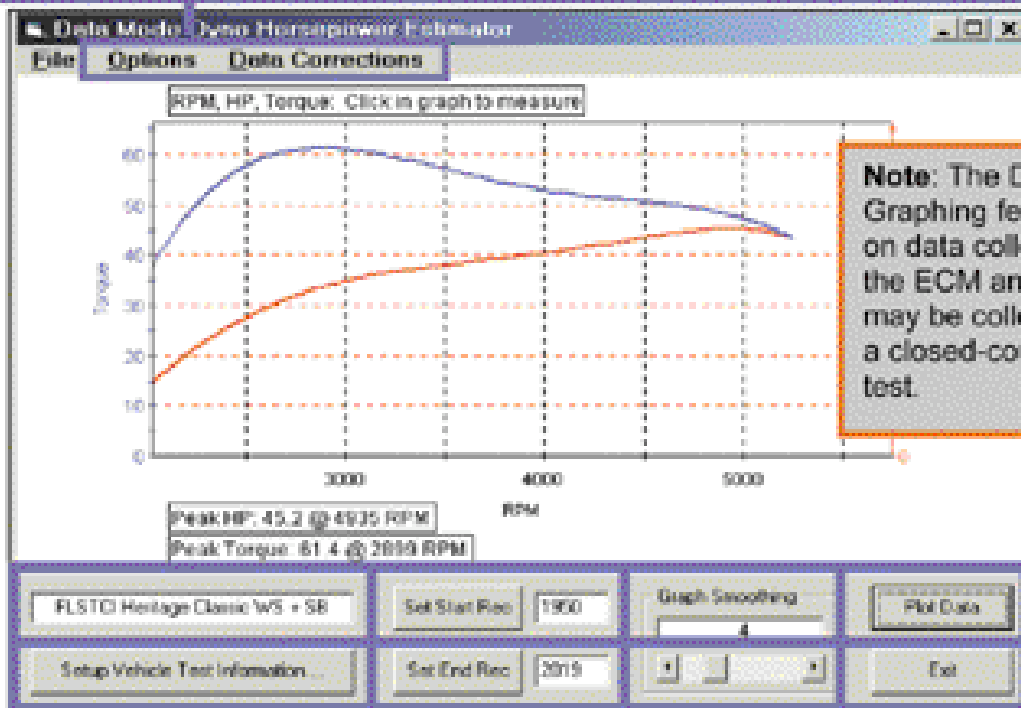 Data Mode Dyno Horsepower Estimator
File Options Data Corrections
RPM, HP, Torque: Click in graph to measure
60
50
40
30
20
10
0
Torque
3000 4000 5000
RPM
0
Note: The D
Graphing fe
on data colle
the ECM an
may be colle
a closed-co
test.
Peak HP: 45.2 @ 4935 RPM
Peak Torque: 61.4 @ 2899 RPM
FLSTCI Heritage Classic WS + SB
Set Start Rec 1950
Graph Smoothing
4
Plot Data
Setup Vehicle Test Information ...
Set End Rec 2019
Exit